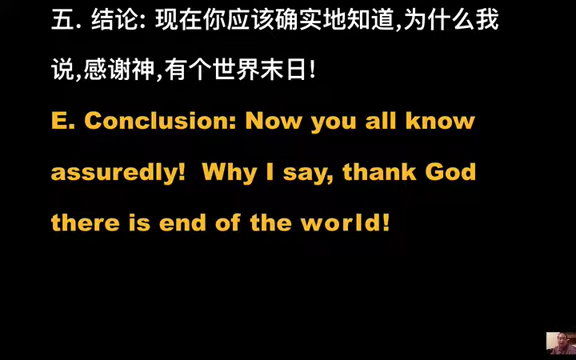 五. 结论: 现在你应该确实地知道,为什么我
说,感谢神,有个世界末日!
E. Conclusion: Now you all know
assuredly!  Why I say, thank God
there is end of the world!